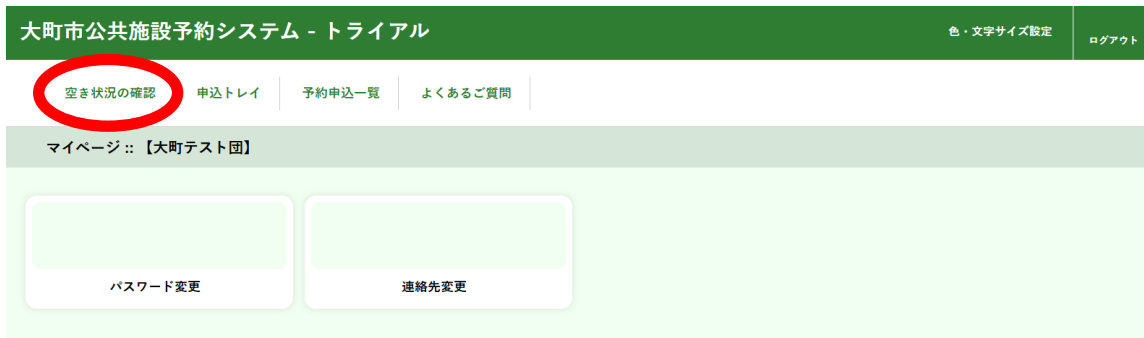 大町市公共施設予約システム - トライアル
色・文字サイズ設定
ログアウト
空き状況の確認
申込トレイ
予約申込一覧
よくあるご質問
マイページ :: 【大町テスト団】
パスワード変更
連絡先変更